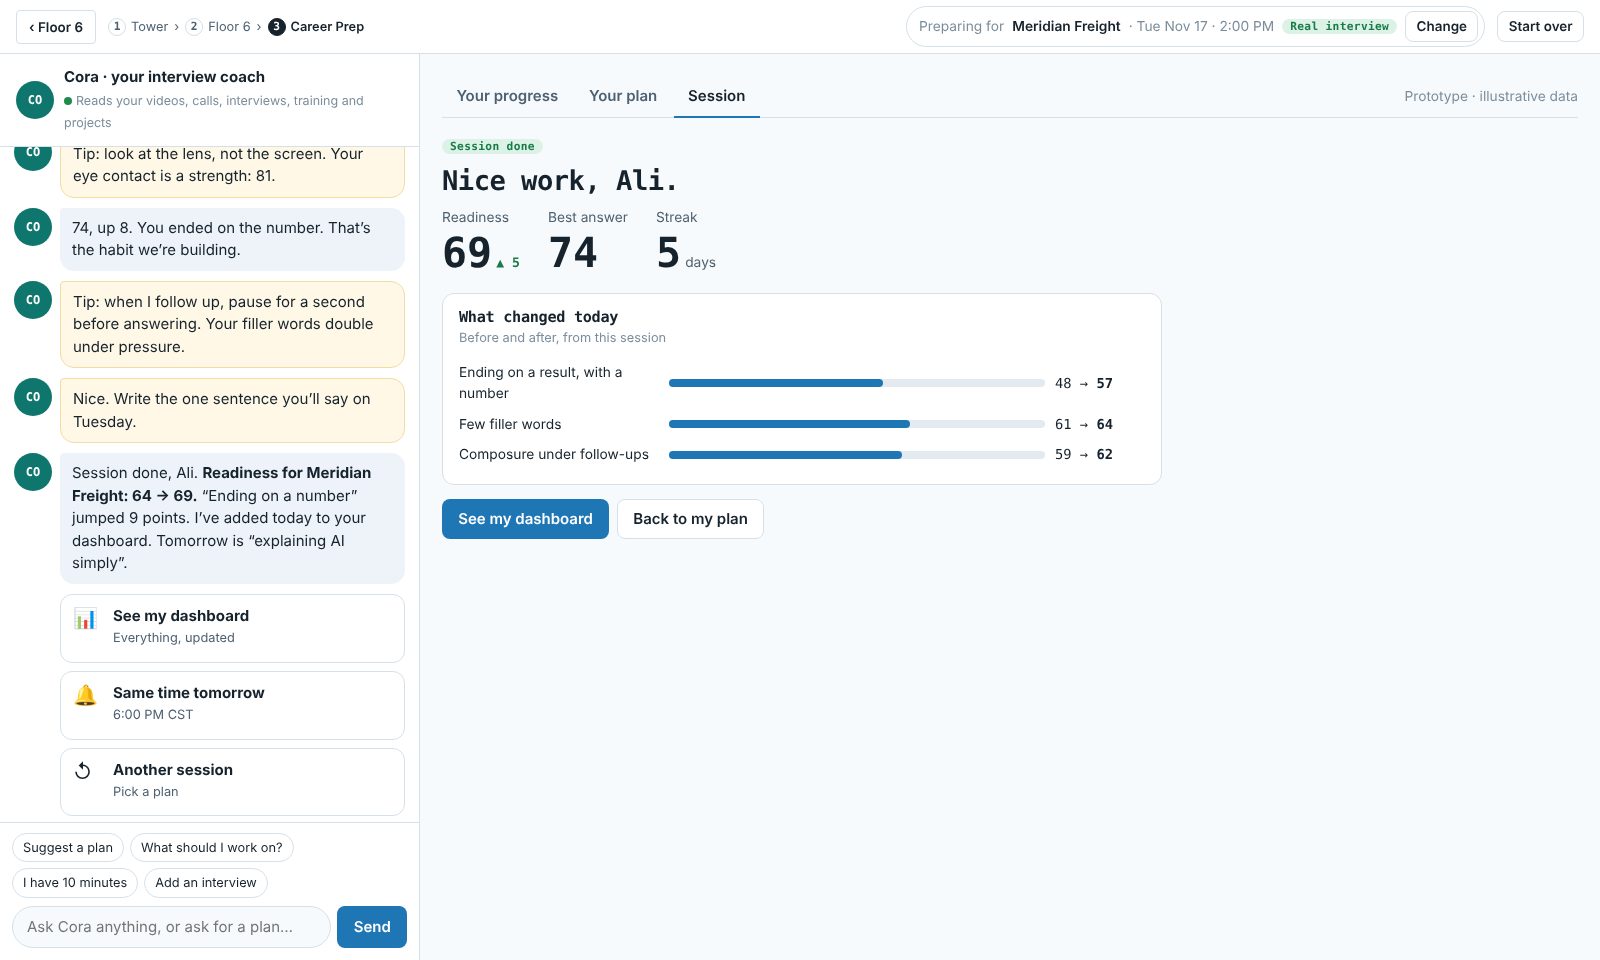 ‹ Floor 6
1 Tower › 2 Floor 6 › 3 Career Prep
Preparing for Meridian Freight · Tue Nov 17 · 2:00 PM Real interview Change
Start over
CO
Cora · your interview coach
Reads your videos, calls, interviews, training and
projects
CO
Tip: look at the lens, not the screen. Your
eye contact is a strength: 81.
CO
74, up 8. You ended on the number. That’s
the habit we’re building.
CO
Tip: when I follow up, pause for a second
before answering. Your filler words double
under pressure.
CO
Nice. Write the one sentence you’ll say on
Tuesday.
CO
Session done, Ali. Readiness for Meridian
Freight: 64 → 69. “Ending on a number”
jumped 9 points. I’ve added today to your
dashboard. Tomorrow is “explaining AI
simply”.
See my dashboard
Everything, updated
Same time tomorrow
6:00 PM CST
Another session
Pick a plan
Suggest a plan
What should I work on?
I have 10 minutes
Add an interview
Ask Cora anything, or ask for a plan...
Send
Your progress
Your plan
Session
Prototype · illustrative data
Session done
Nice work, Ali.
Readiness
69 ▲ 5
Best answer
74
Streak
5 days
What changed today
Before and after, from this session
Ending on a result, with a
number
48 → 57
Few filler words
61 → 64
Composure under follow-ups
59 → 62
See my dashboard
Back to my plan